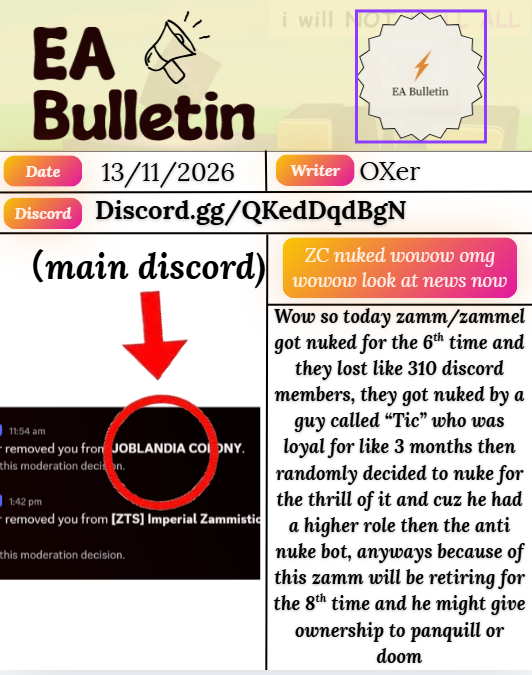 i will NOT ALL
EA
Bulletin
EA Bulletin
Date
13/11/2026
Writer
OXer
Discord
Discord.gg/QKedDqdBgN
(main discord)
11:54 am
r removed you from JOBLANDIA COLONY.
this moderation decision.
1:42 pm
r removed you from [ZTS] Imperial Zammistic
this moderation decision.
ZC nuked wowow omg
wowow look at news now
Wow so today zamm/zammel
got nuked for the 6th time and
they lost like 310 discord
members, they got nuked by a
guy called “Tic” who was
loyal for like 3 months then
randomly decided to nuke for
the thrill of it and cuz he had
a higher role then the anti
nuke bot, anyways because of
this zamm will be retiring for
the 8th time and he might give
ownership to panquill or
doom